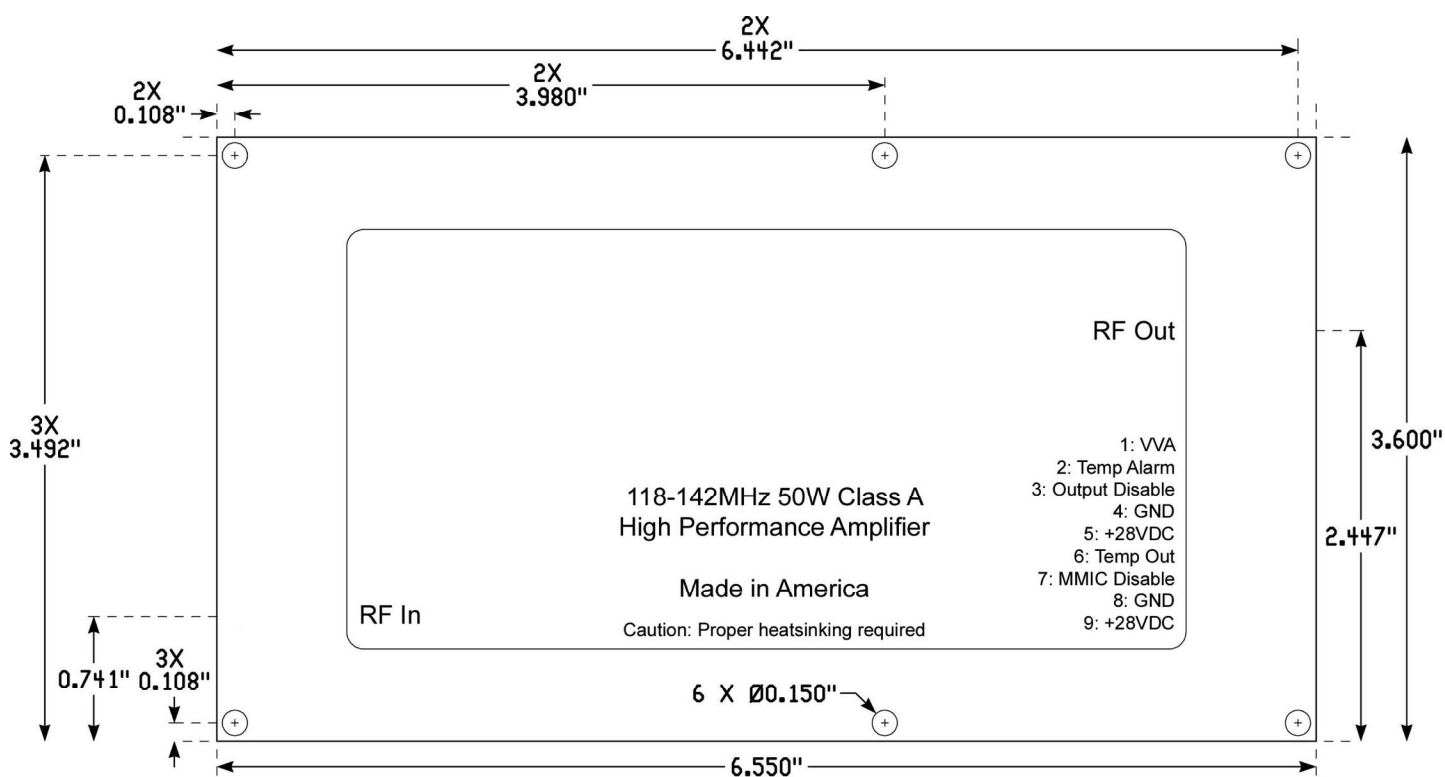 2X
6.442"
2X
3.980"
2X
0.108"
RF Out
3X
3.492"
3.600"
1: VVA
2: Temp Alarm
3: Output Disable
4: GND
5: +28VDC
6: Temp Out
7: MMIC Disable
8: GND
9: +28VDC
2.447"
118-142MHz 50W Class A
High Performance Amplifier
Made in America
Caution: Proper heatsinking required
RF In
0.741"
3X
0.108"
6 X Ø0.150"
6.550"